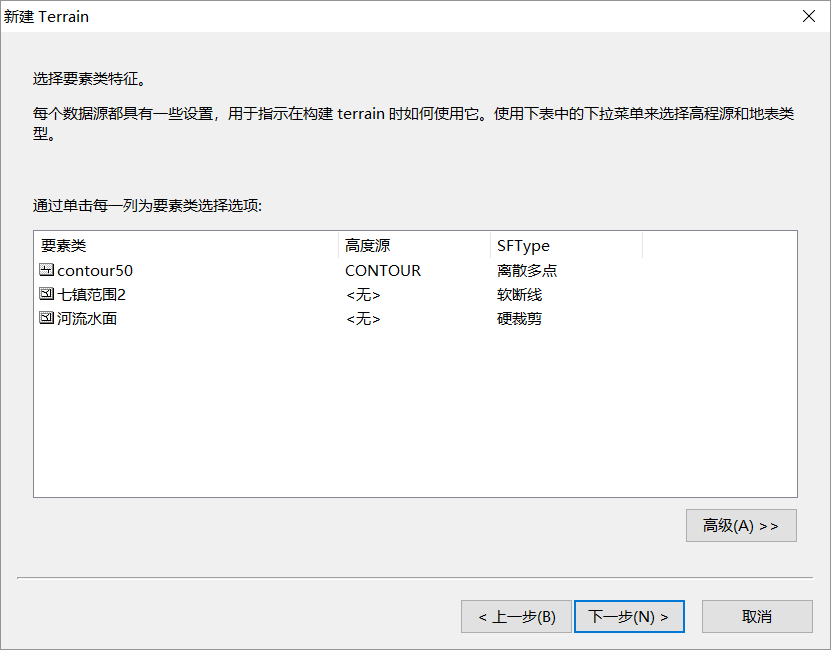 新建 Terrain
选择要素类特征。
每个数据源都具有一些设置，用于指示在构建 terrain 时如何使用它。使用下表中的下拉菜单来选择高程源和地表类
型。
通过单击每一列为要素类选择选项:
要素类 高度源 SFType
contour50 CONTOUR 离散多点
七镇范围2 <无> 软断线
河流水面 <无> 硬裁剪
高级(A) >>
< 上一步(B) 下一步(N) > 取消